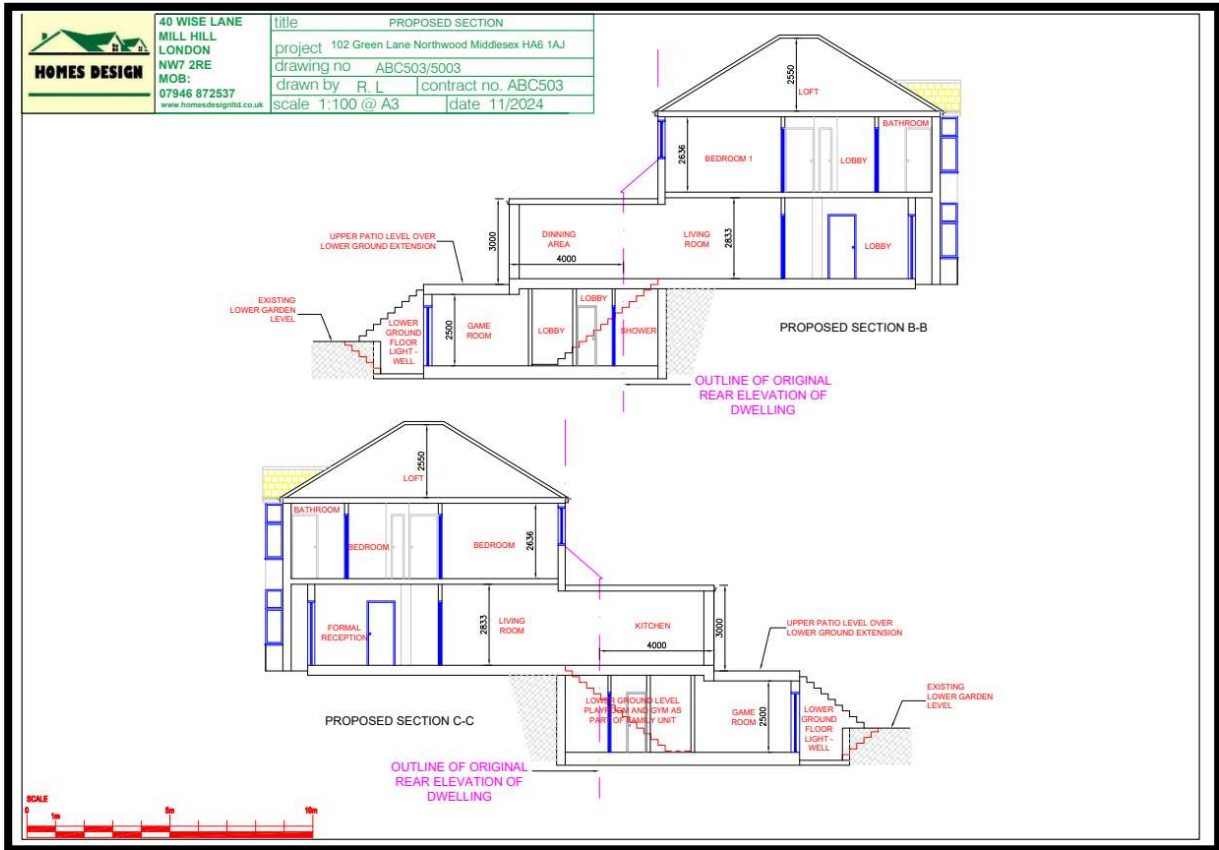 HOMES DESIGN
40 WISE LANE
MILL HILL
LONDON
NW7 2RE
MOB:
07946 872537
www.homesdesignltd.co.uk
title PROPOSED SECTION
project 102 Green Lane Northwood Middlesex HA6 1AJ
drawing no ABC503/5003
drawn by R. L contract no. ABC503
scale 1:100 @ A3 date 11/2024
2550
LOFT
BATHROOM
2636
BEDROOM 1
LOBBY
UPPER PATIO LEVEL OVER
LOWER GROUND EXTENSION
3000
DINNING
AREA
4000
LIVING
ROOM
2833
LOBBY
EXISTING
LOWER GARDEN
LEVEL
LOWER
GROUND
FLOOR
LIGHT -
WELL
2500
GAME
ROOM
LOBBY
LOBBY
SHOWER
PROPOSED SECTION B-B
OUTLINE OF ORIGINAL
REAR ELEVATION OF
DWELLING
2550
LOFT
BATHROOM
BEDROOM
BEDROOM
2636
FORMAL
RECEPTION
2833
LIVING
ROOM
KITCHEN
4000
3000
UPPER PATIO LEVEL OVER
LOWER GROUND EXTENSION
LOWER GROUND LEVEL
PLAYROOM AND GYM AS
PART OF FAMILY UNIT
GAME
ROOM
2500
LOWER
GROUND
FLOOR
LIGHT -
WELL
EXISTING
LOWER GARDEN
LEVEL
PROPOSED SECTION C-C
OUTLINE OF ORIGINAL
REAR ELEVATION OF
DWELLING
SCALE
0 1m 5m 10m